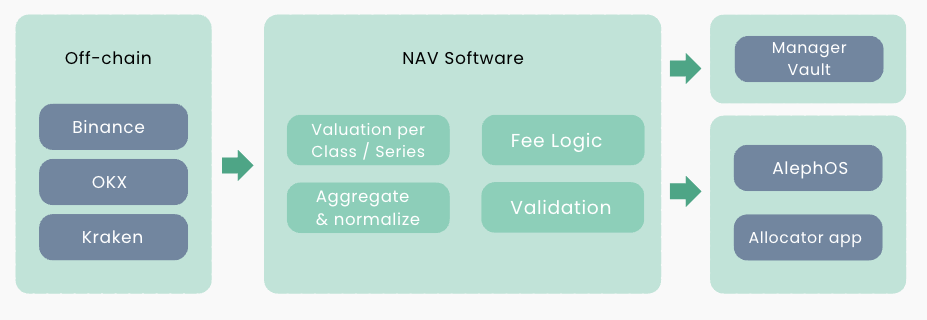 Off-chain
Binance
OKX
Kraken
NAV Software
Valuation per
Class / Series
Fee Logic
Aggregate
& normalize
Validation
Manager
Vault
AlephOS
Allocator app